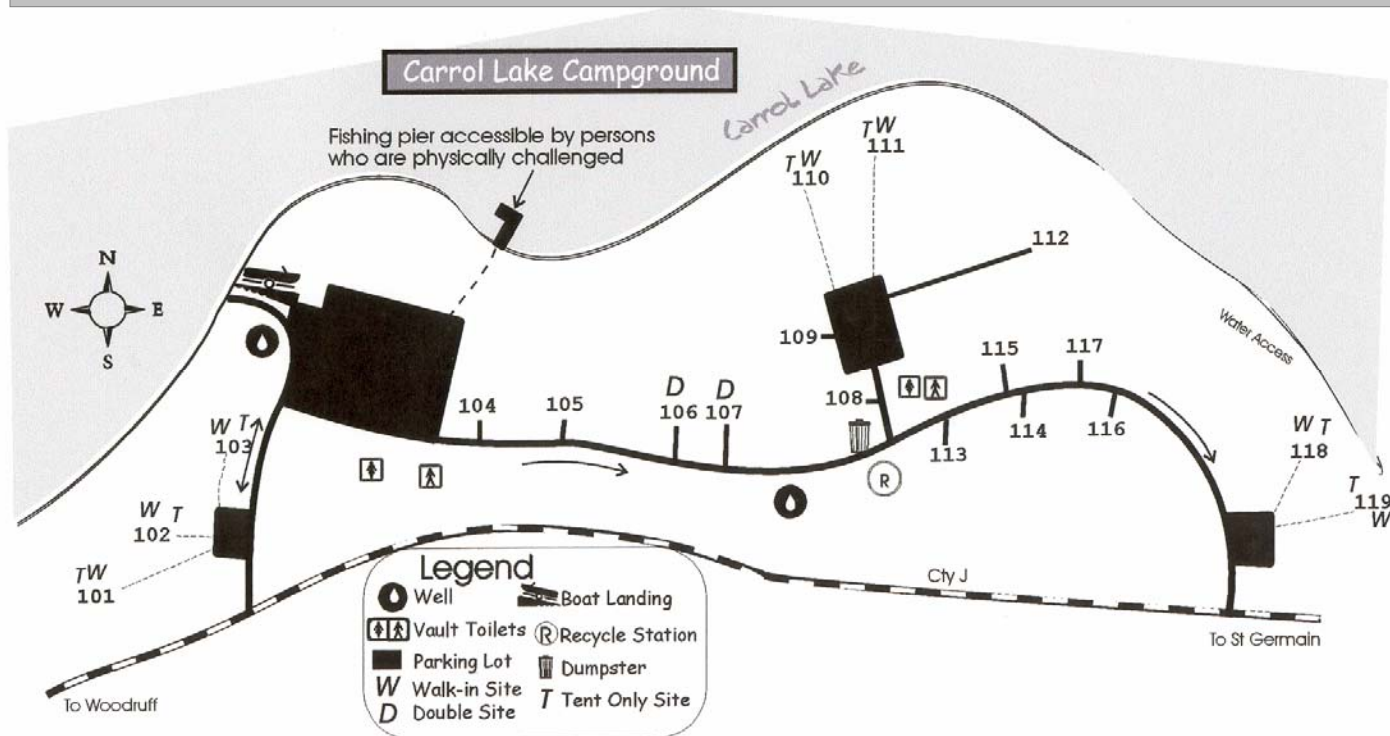 Carrol Lake Campground
Carrol Lake
Fishing pier accessible by persons
who are physically challenged
TW
111
TW
110
112
N
W E
S
109
108
115
117
Water Access
D
106
D
107
104
105
113
114
116
W T
103
W T
102
TW
101
R
W T
118
T
119
W
Cty J
To St Germain
To Woodruff
Legend
Well
Boat Landing
Vault Toilets
R Recycle Station
Parking Lot
Dumpster
W Walk-in Site
T Tent Only Site
D Double Site